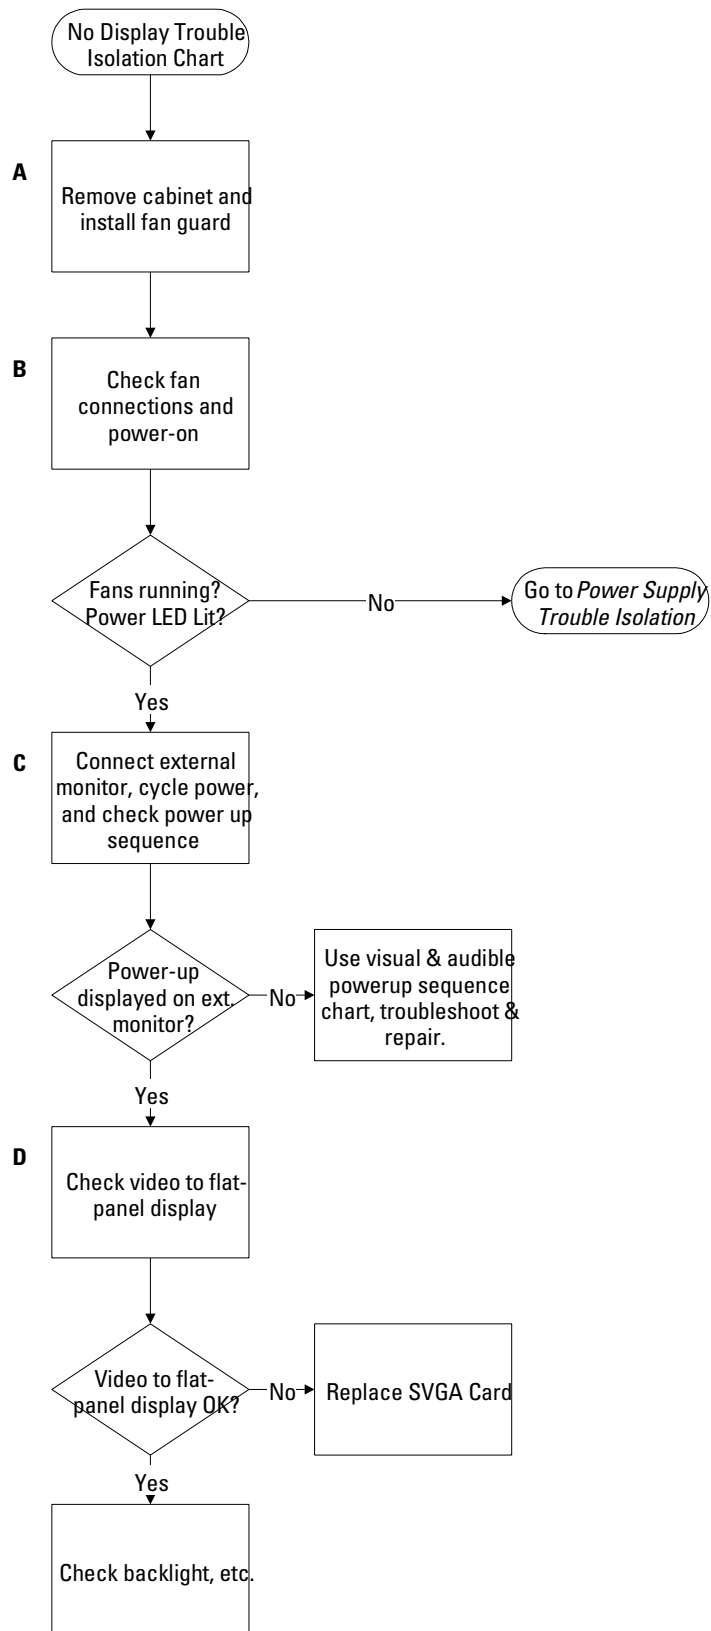 No Display Trouble
Isolation Chart
A
Remove cabinet and
install fan guard
B
Check fan
connections and
power-on
Fans running?
Power LED Lit?
No
Go to Power Supply
Trouble Isolation
Yes
C
Connect external
monitor, cycle power,
and check power up
sequence
Power-up
displayed on ext.
monitor?
No
Use visual & audible
powerup sequence
chart, troubleshoot &
repair.
Yes
D
Check video to flat-
panel display
Video to flat-
panel display OK?
No
Replace SVGA Card
Yes
Check backlight, etc.